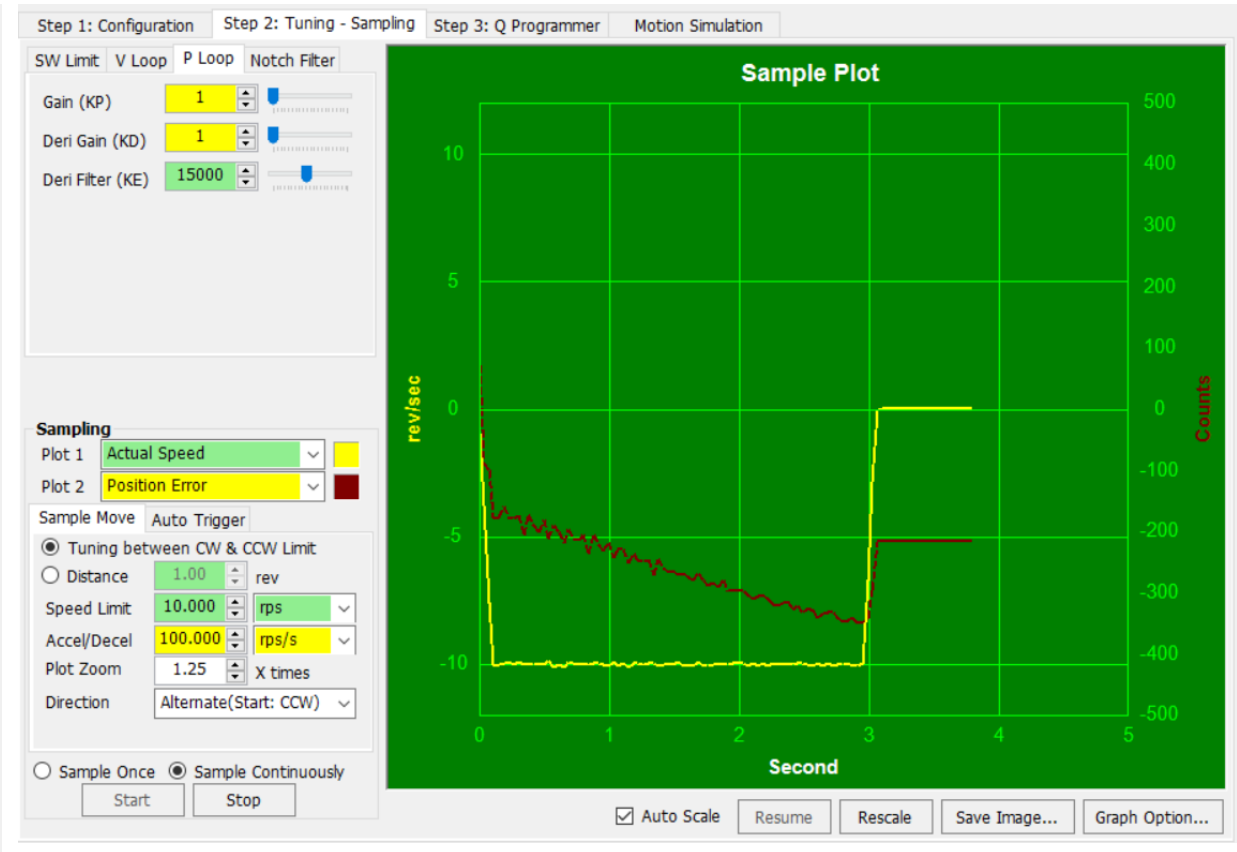 Step 1: Configuration Step 2: Tuning - Sampling Step 3: Q Programmer Motion Simulation
SW Limit V Loop P Loop Notch Filter
Gain (KP) 1
Deri Gain (KD) 1
Deri Filter (KE) 15000
Sampling
Plot 1 Actual Speed
Plot 2 Position Error
Sample Move Auto Trigger
Tuning between CW & CCW Limit
Distance 1.00 rev
Speed Limit 10.000 rps
Accel/Decel 100.000 rps/s
Plot Zoom 1.25 X times
Direction Alternate(Start: CCW)
Sample Once Sample Continuously
Start Stop
Sample Plot
10
5
0
-5
-10
rev/sec
500
400
300
200
100
0
-100
-200
-300
-400
-500
Counts
0 1 2 3 4 5
Second
Auto Scale Resume Rescale Save Image... Graph Option...